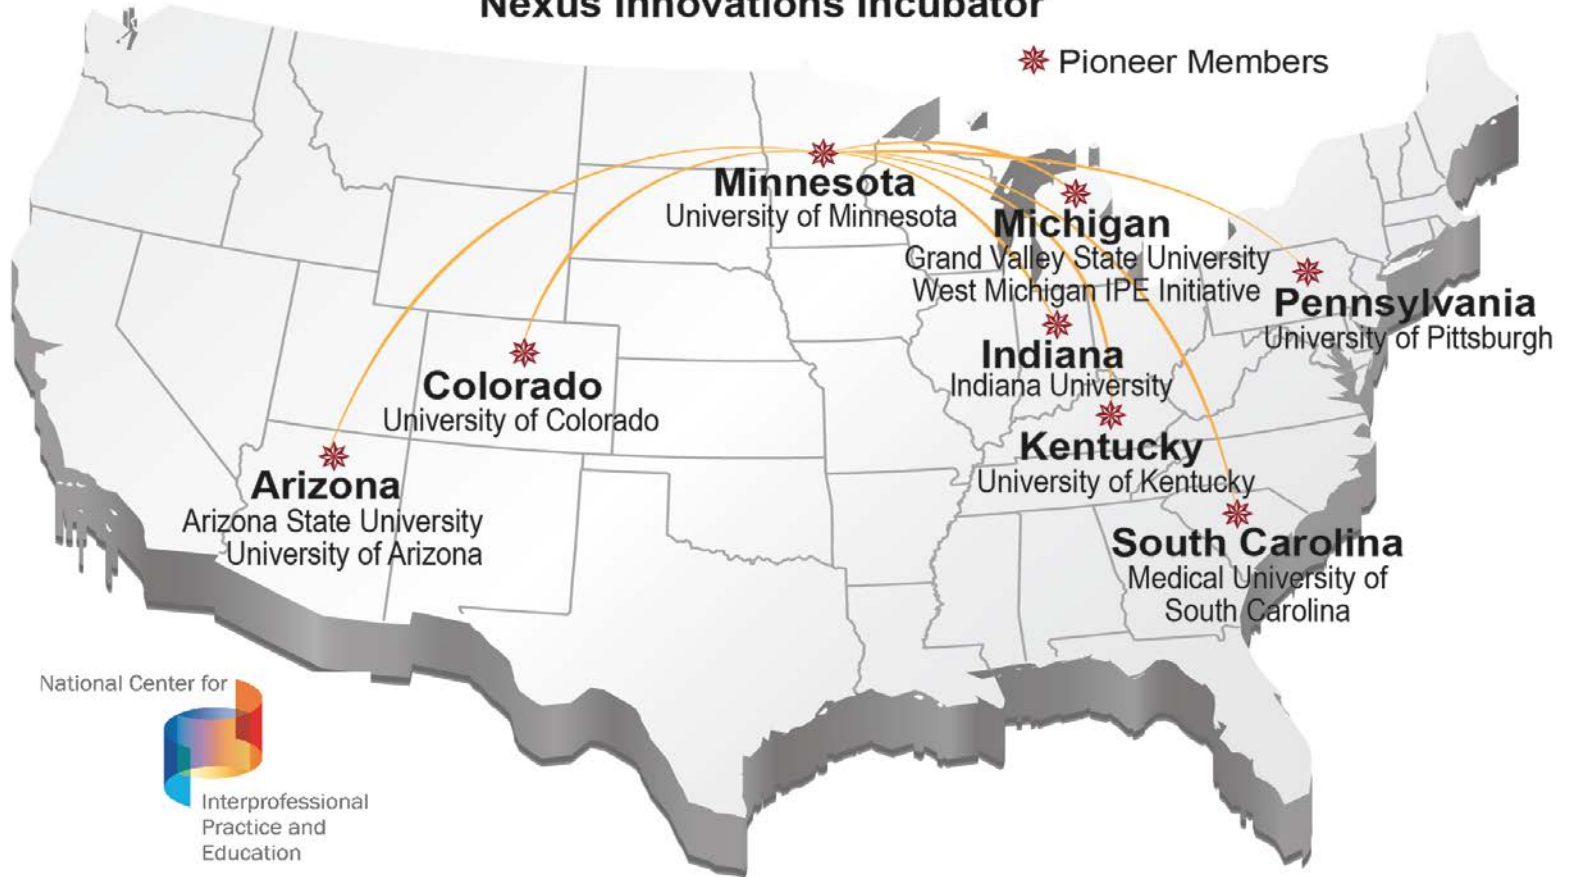 Nexus Innovations Incubator
Pioneer Members
Minnesota
University of Minnesota
Michigan
Grand Valley State University
West Michigan IPE Initiative
Pennsylvania
University of Pittsburgh
Indiana
Indiana University
Colorado
University of Colorado
Kentucky
University of Kentucky
Arizona
Arizona State University
University of Arizona
South Carolina
Medical University of
South Carolina
National Center for
Interprofessional
Practice and
Education